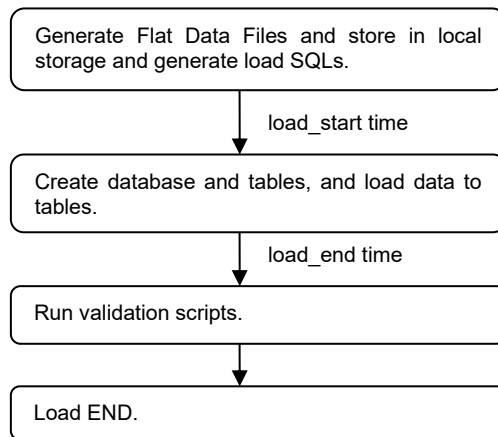 Generate Flat Data Files and store in local
storage and generate load SQLs.
load_start time
Create database and tables, and load data to
tables.
load_end time
Run validation scripts.
Load END.